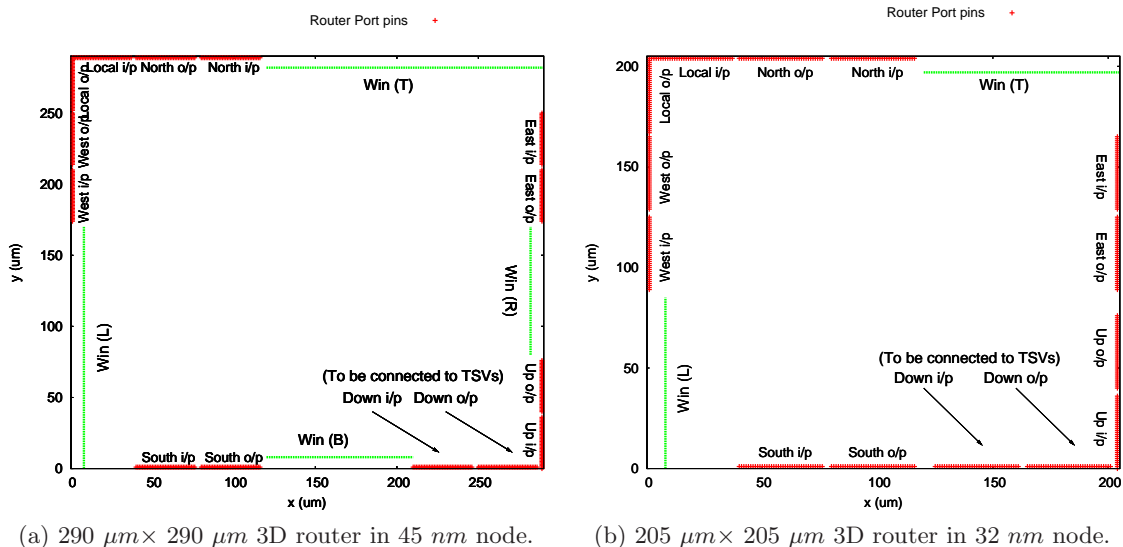 Router Port pins
Local i/p North o/p North i/p
Win (T)
Local o/p
West o/p
West i/p
Win (L)
East i/p
East o/p
Win (R)
Up o/p
Up i/p
(To be connected to TSVs)
Down i/p Down o/p
Win (B)
South i/p South o/p
250
200
150
100
50
0
y (um)
0 50 100 150 200 250
x (um)
(a) 290 μm× 290 μm 3D router in 45 nm node.
Router Port pins
Local i/p North o/p North i/p
Win (T)
Local o/p
West o/p
West i/p
Win (L)
East i/p
East o/p
Up o/p
Up i/p
(To be connected to TSVs)
Down i/p Down o/p
South i/p South o/p
200
150
100
50
0
y (um)
0 50 100 150 200
x (um)
(b) 205 μm× 205 μm 3D router in 32 nm node.